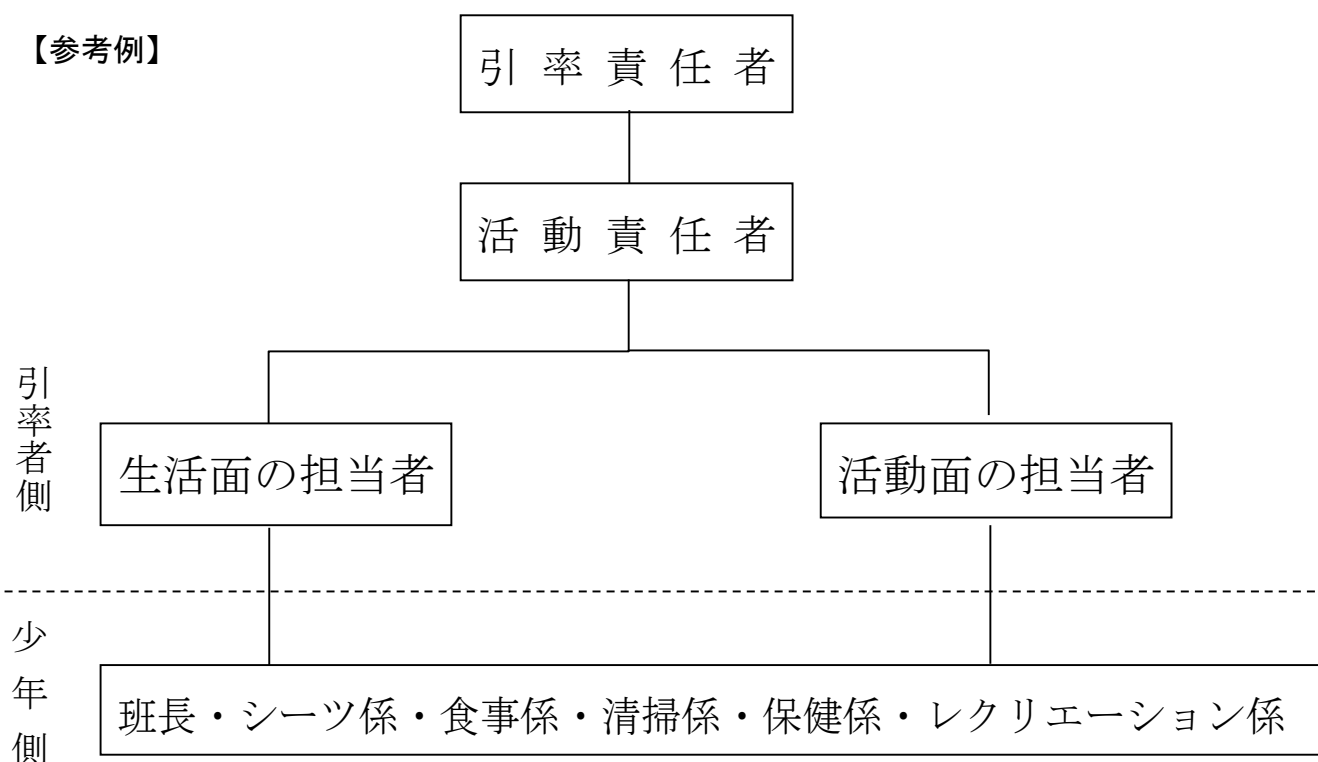 【参考例】
引率責任者
活動責任者
引率者側
生活面の担当者
活動面の担当者
少年側
班長・シーツ係・食事係・清掃係・保健係・レクリエーション係